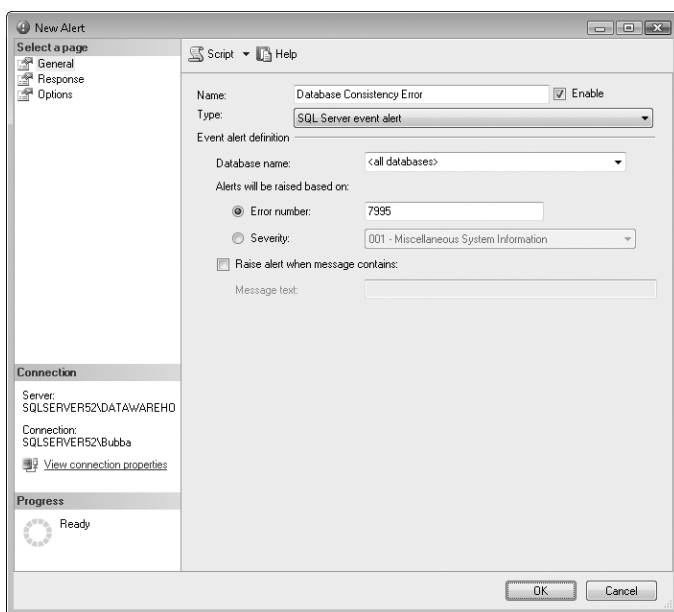 New Alert
Select a page
General
Response
Options
Script Help
Name: Database Consistency Error Enable
Type: SQL Server event alert
Event alert definition
Database name: <all databases>
Alerts will be raised based on:
Error number: 7995
Severity: 001 - Miscellaneous System Information
Raise alert when message contains:
Message text:
Connection
Server:
SQLSERVER52\DATAWAREHO
Connection:
SQLSERVER52\Bubba
View connection properties
Progress
Ready
OK Cancel